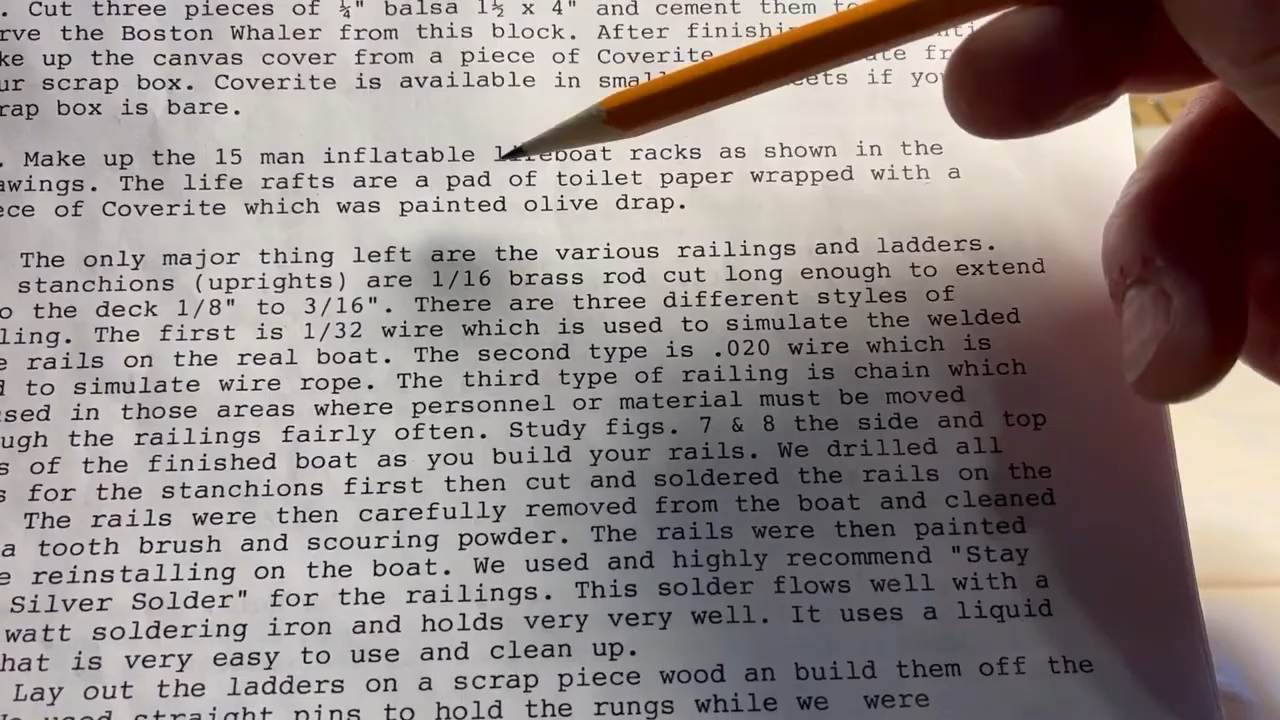 . Cut three pieces of ¼" balsa 1½ x 4" and cement them to
rve the Boston Whaler from this block. After
ke up the canvas cover from a piece of Coverite
ur scrap box. Coverite is available in small if you
rap box is bare.
. Make up the 15 man inflatable lifeboat racks as shown in the
awings. The life rafts are a pad of toilet paper wrapped with a
ece of Coverite which was painted olive drap.
The only major thing left are the various railings and ladders.
stanchions (uprights) are 1/16 brass rod cut long enough to extend
o the deck 1/8" to 3/16". There are three different styles of
ling. The first is 1/32 wire which is used to simulate the welded
e rails on the real boat. The second type is .020 wire which is
d to simulate wire rope. The third type of railing is chain which
used in those areas where personnel or material must be moved
ugh the railings fairly often. Study figs. 7 & 8 the side and top
s of the finished boat as you build your rails. We drilled all
s for the stanchions first then cut and soldered the rails on the
The rails were then carefully removed from the boat and cleaned
a tooth brush and scouring powder. The rails were then painted
e reinstalling on the boat. We used and highly recommend "Stay
Silver Solder" for the railings. This solder flows well with a
watt soldering iron and holds very very well. It uses a liquid
hat is very easy to use and clean up.
Lay out the ladders on a scrap piece wood an build them off the
We used straight pins to hold the rungs while we were